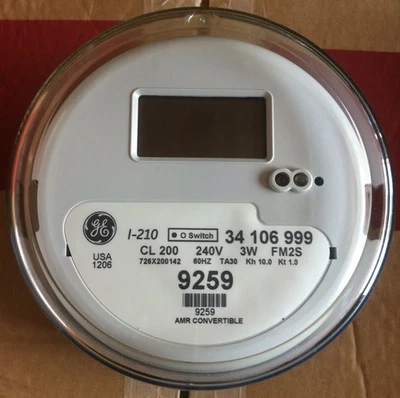 GE
I-210 ● O Switch 34 106 999
USA CL 200 240V 3W FM2S
1206 726X200142 60HZ TA30 Kh 10.0 Kt 1.0
9259
9259
AMR CONVERTIBLE